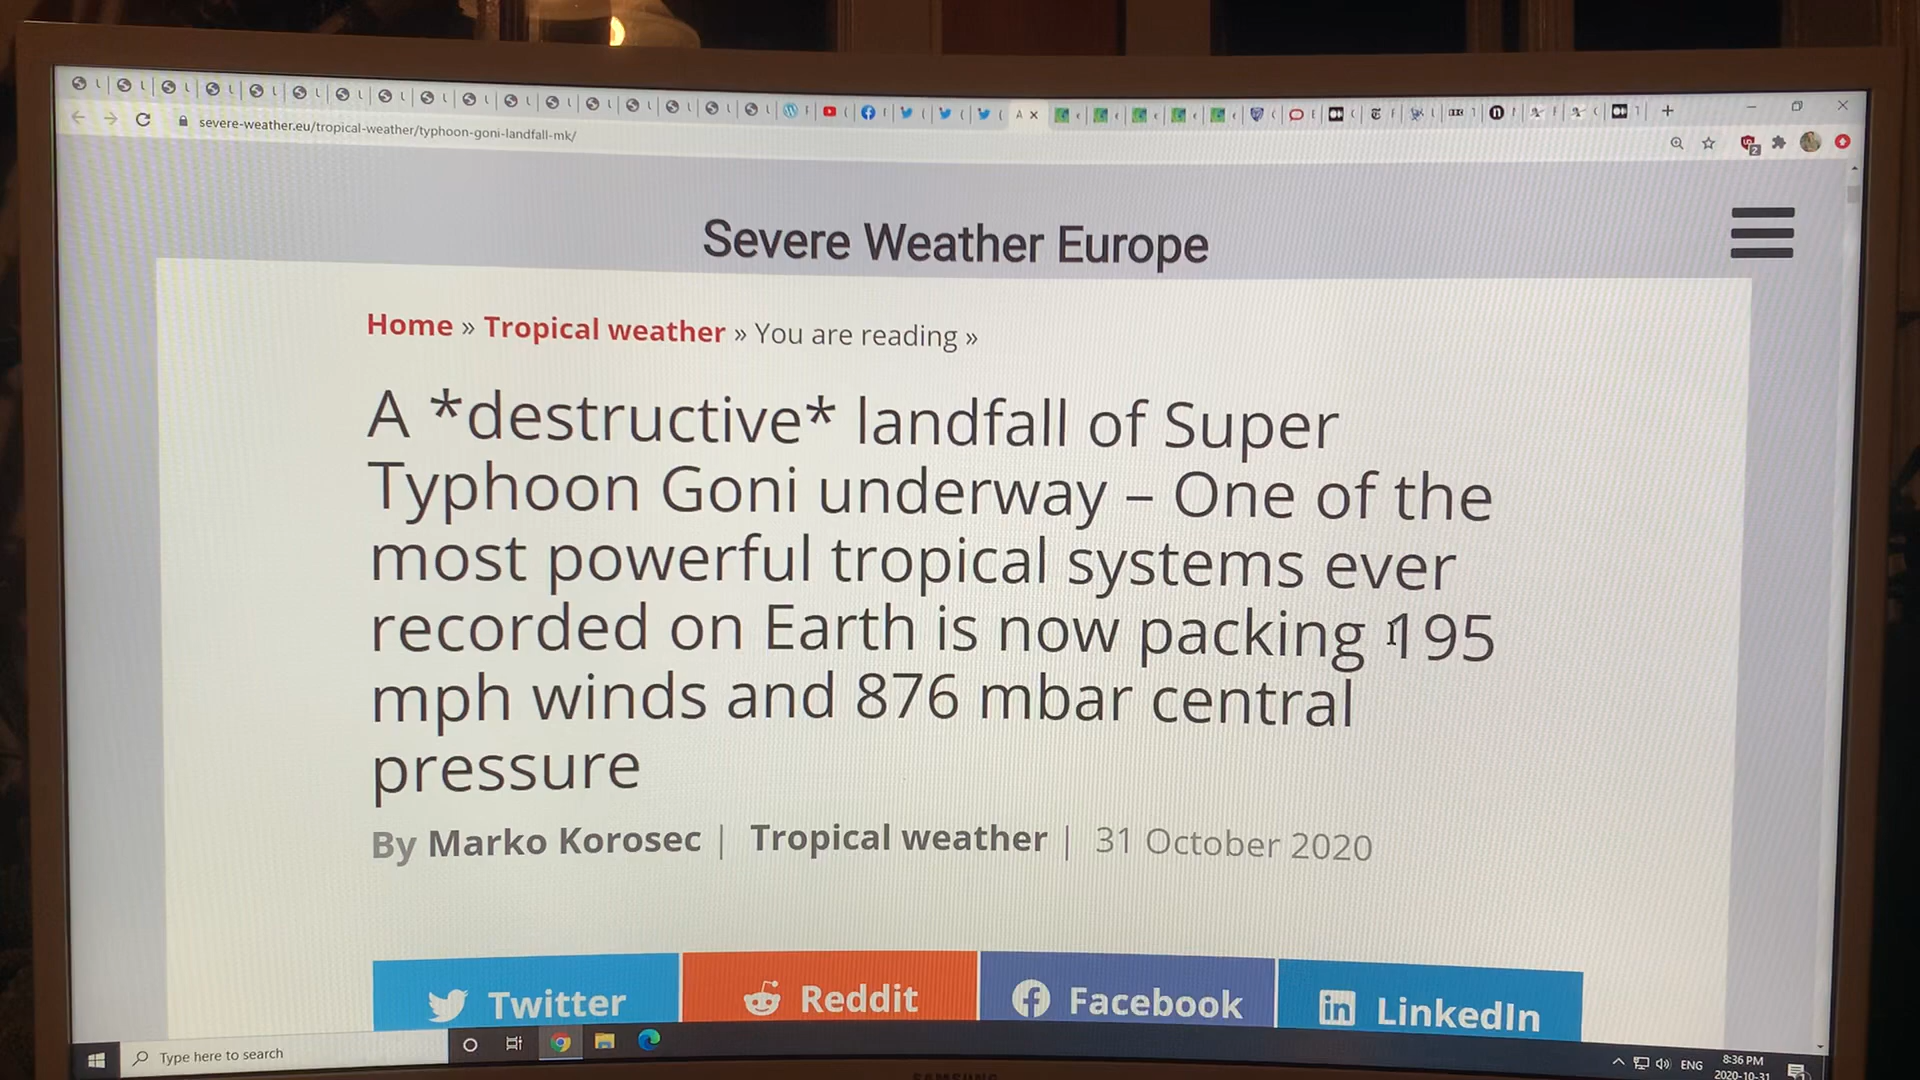 severe-weather.eu/tropical-weather/typhoon-goni-landfall-mk/
Severe Weather Europe
Home » Tropical weather » You are reading »
A *destructive* landfall of Super
Typhoon Goni underway – One of the
most powerful tropical systems ever
recorded on Earth is now packing 195
mph winds and 876 mbar central
pressure
By Marko Korosec | Tropical weather | 31 October 2020
Twitter
Reddit
Facebook
LinkedIn
Type here to search
ENG
8:36 PM
2020-10-31
SAMSUNG